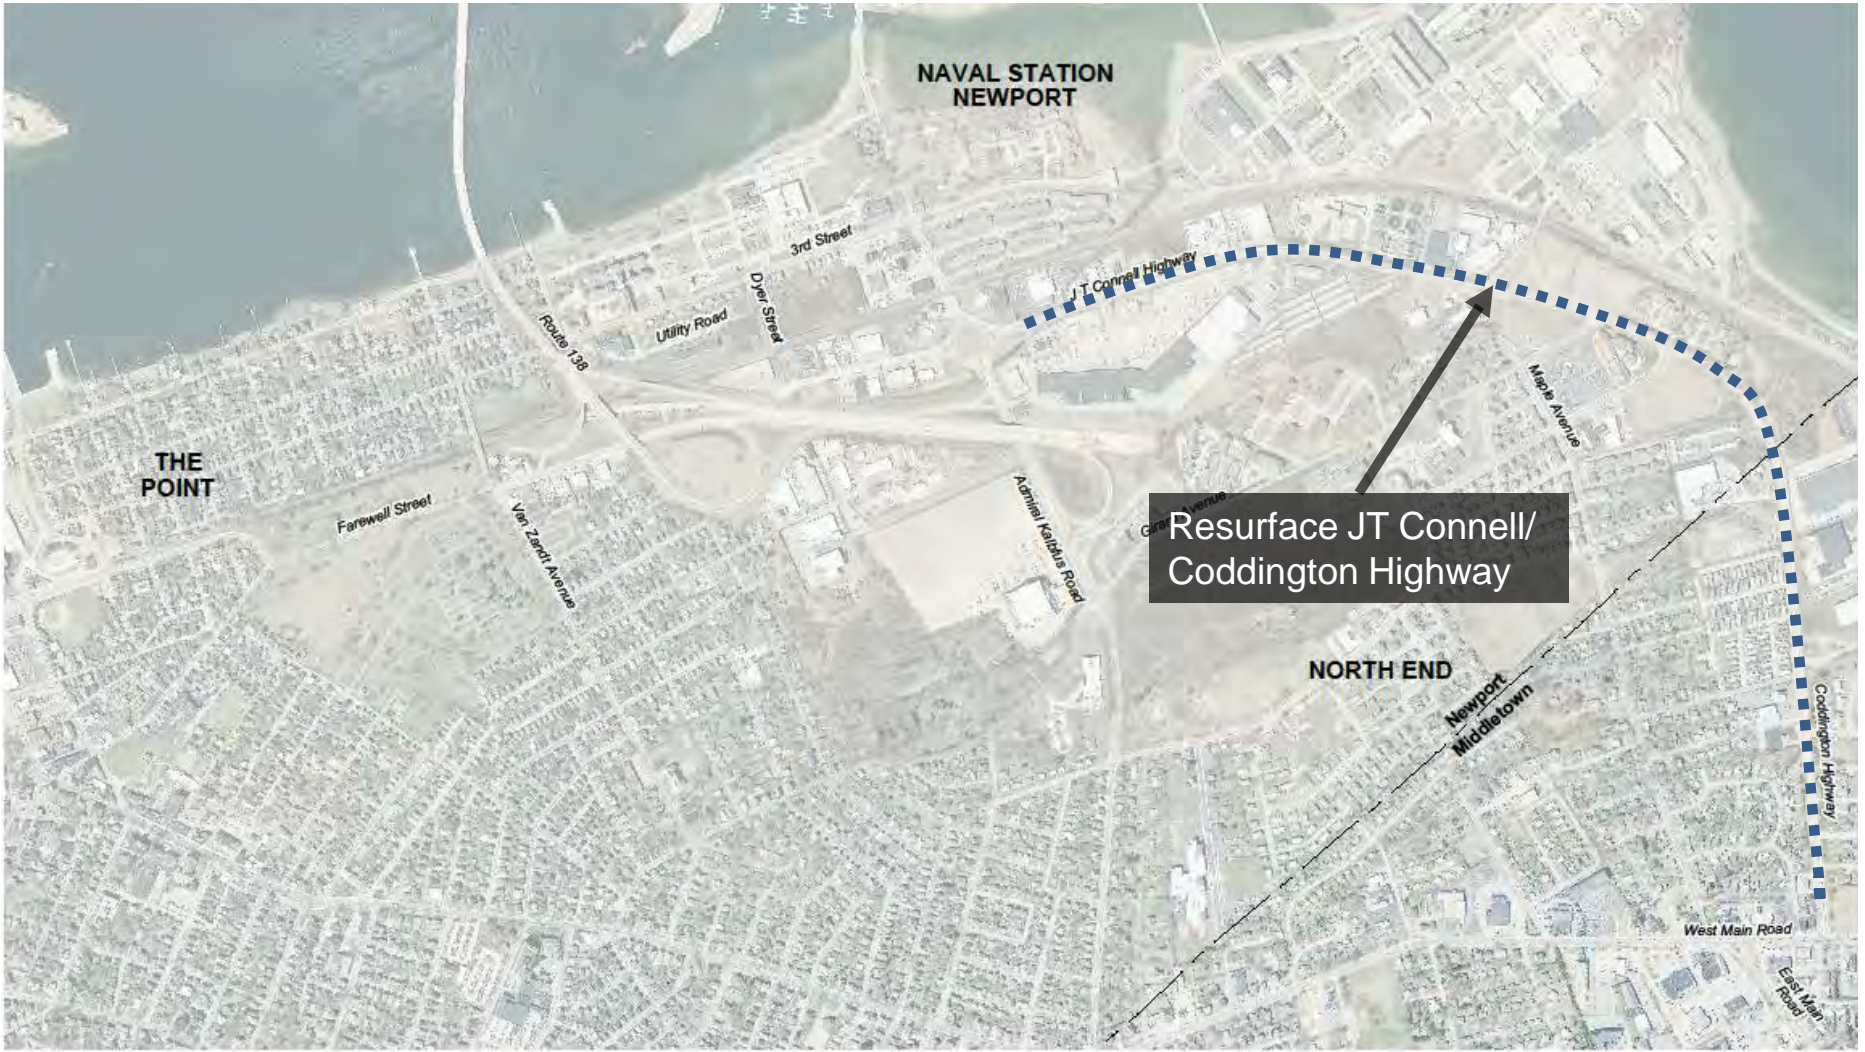 NAVAL STATION
NEWPORT
3rd Street
J T Connell Highway
Dyer Street
Utility Road
Route 138
Maple Avenue
THE
POINT
Farewell Street
Van Zandt Avenue
Admiral Kalbfus Road
Girard Avenue
Resurface JT Connell/
Coddington Highway
NORTH END
Newport
Middletown
Coddington Highway
West Main Road
East Main
Road